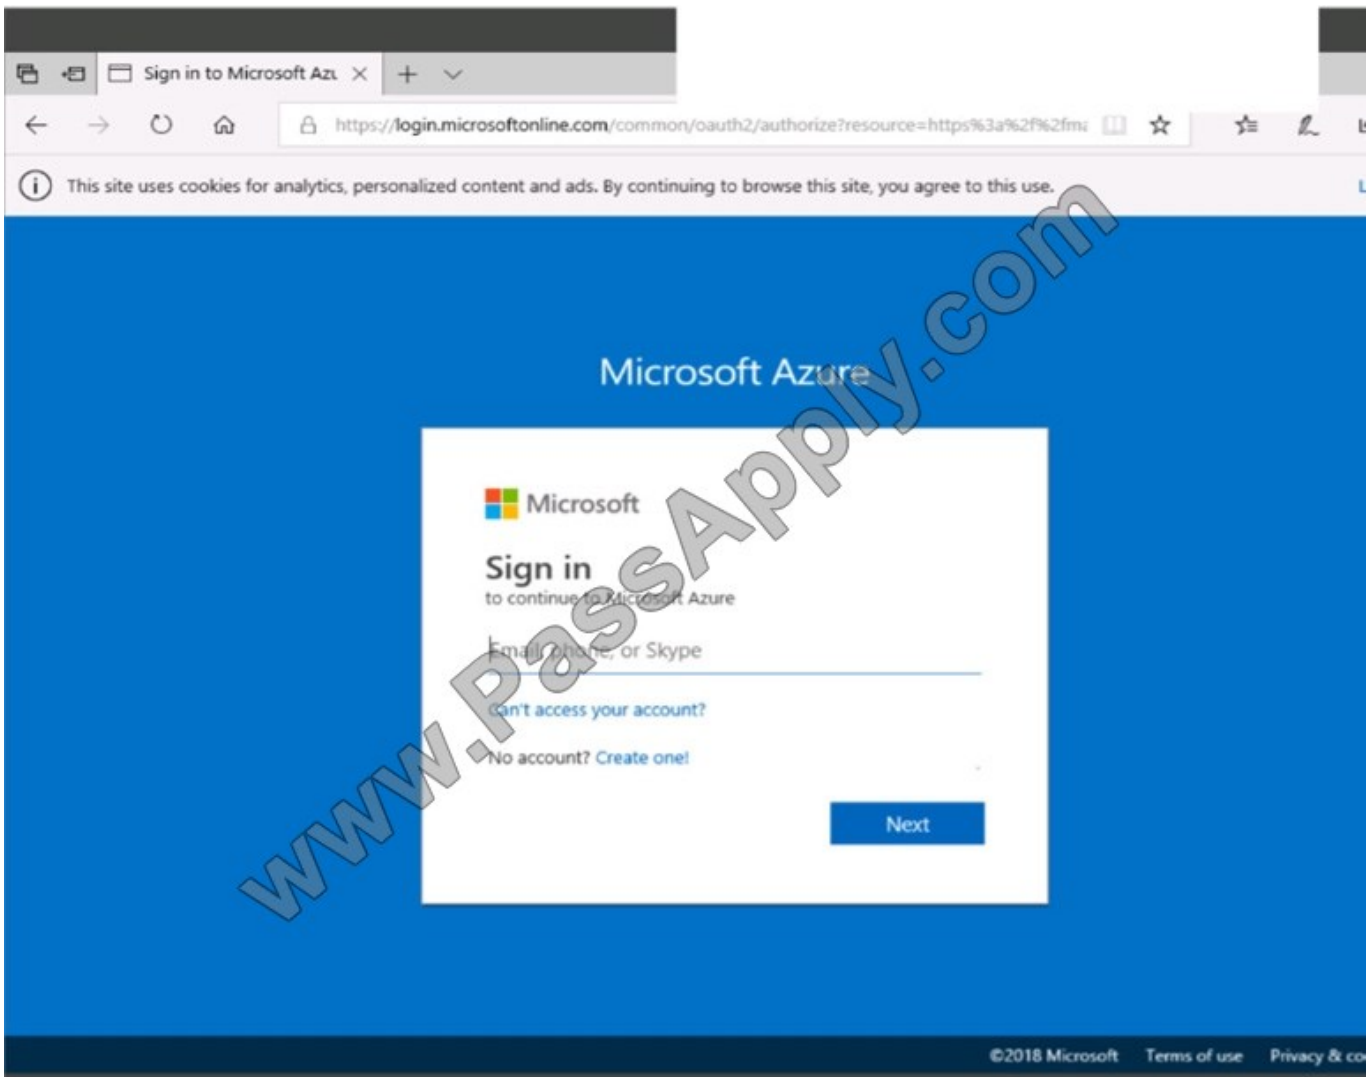 Sign in to Microsoft Azu
https://login.microsoftonline.com/common/oauth2/authorize?resource=https%3a%2f%2fma
This site uses cookies for analytics, personalized content and ads. By continuing to browse this site, you agree to this use.
Microsoft Azure
Microsoft
Sign in
to continue to Microsoft Azure
Email, phone, or Skype
Can't access your account?
No account? Create one!
Next
www.PassApply.com
©2018 Microsoft Terms of use Privacy & co